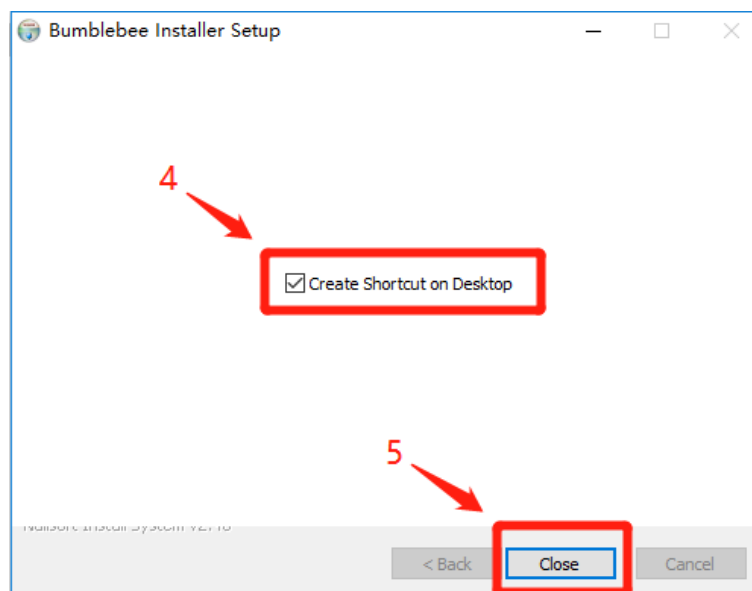 Bumblebee Installer Setup
4
Create Shortcut on Desktop
5
< Back
Close
Cancel